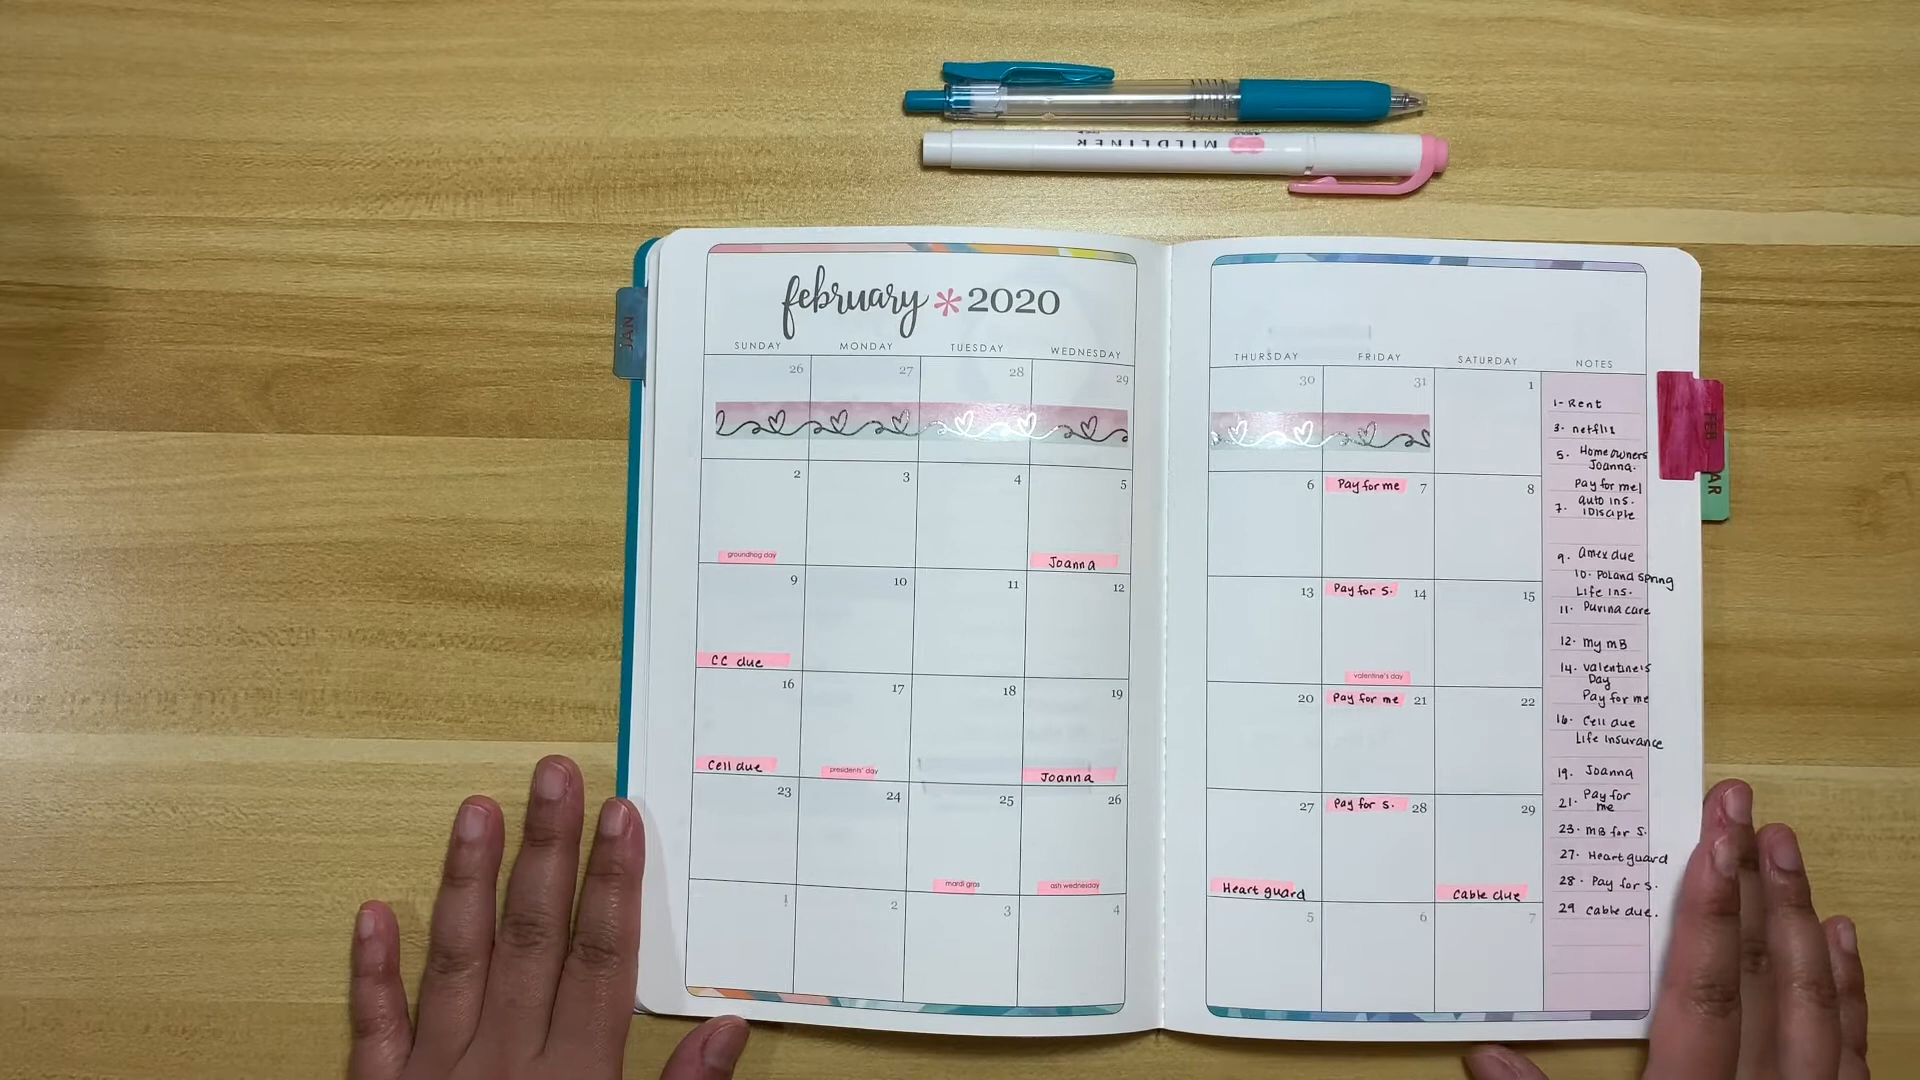 MILDLINER
february * 2020
SUNDAY MONDAY TUESDAY WEDNESDAY THURSDAY FRIDAY SATURDAY NOTES
JAN
FEB
AR
26 27 28 29 30 31 1
2 3 4 5 6 Pay for me 7 8
groundhog day
Joanna
9 10 11 12 13 Pay for S. 14 15
CC due
valentine's day
16 17 18 19 20 Pay for me 21 22
Cell due
presidents' day
Joanna
23 24 25 26 27 Pay for S. 28 29
mardi gras
ash wednesday
Heart guard
Cable due
1 2 3 4 5 6 7
1- Rent
3. netflix
5. Homeowners
Joanna.
Pay for me|
auto ins.
7. iDisciple
9. Amex due
10. Poland Spring
Life Ins.
11. Purina care
12. my mB
14. Valentine's
Day
Pay for me
16. Cell due
Life Insurance
19. Joanna
21. Pay for
me
23. MB for S.
27. Heart guard
28. Pay for S.
29 Cable due.